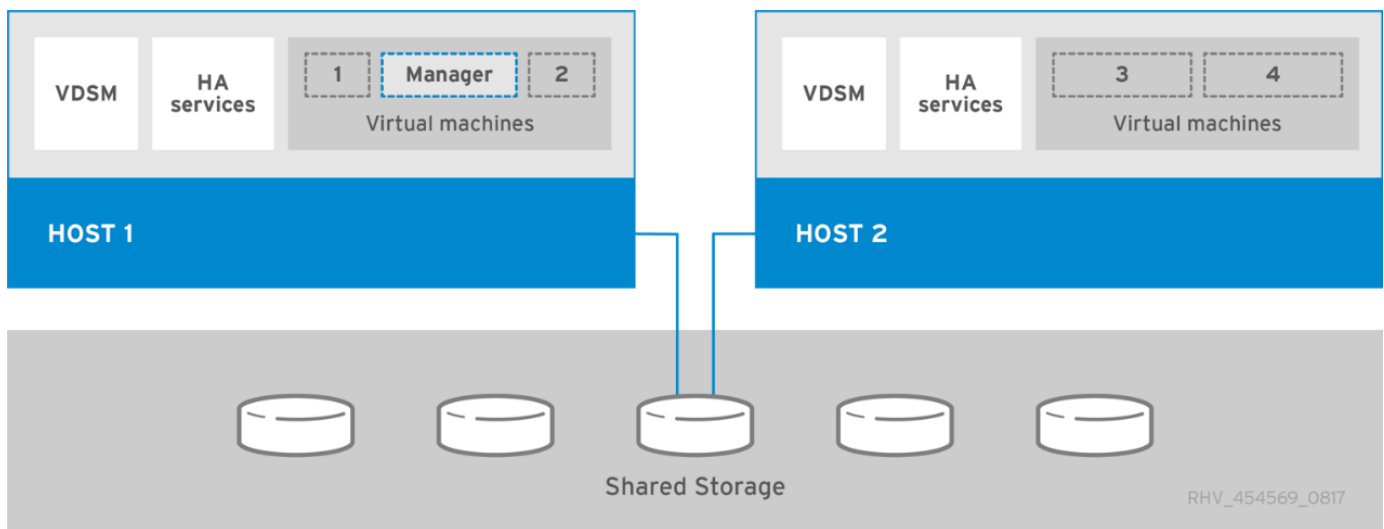 VDSM
HA
services
1
Manager
2
Virtual machines
HOST 1
VDSM
HA
services
3
4
Virtual machines
HOST 2
Shared Storage
RHV_454569_0817